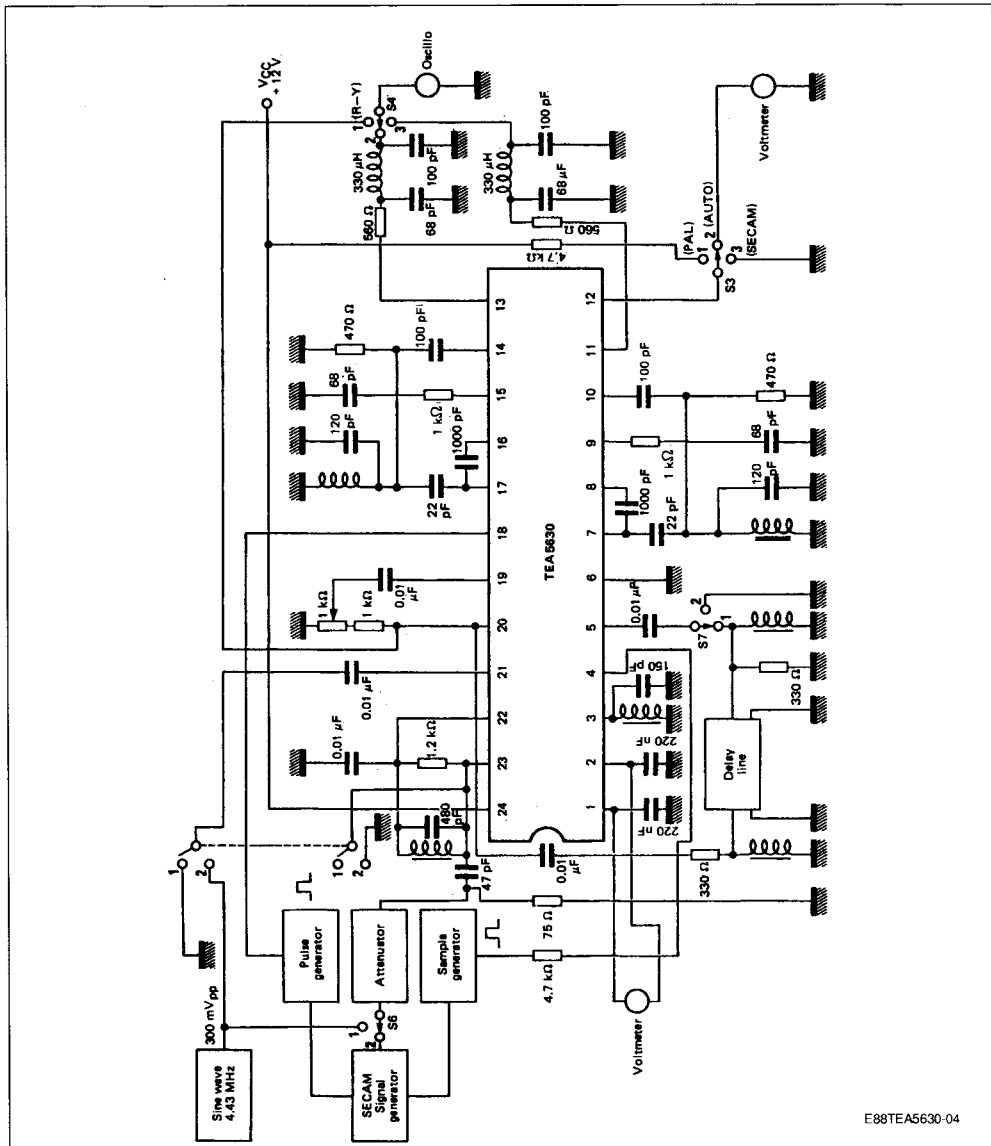 VCC
+ 12 V
Oscillo
S4
1 (R–Y)
2
3
330 µH
100 pF
68 pF
560 Ω
330 µH
100 pF
68 µF
560 Ω
4.7 kΩ
(PAL)
1
2 (AUTO)
3
(SECAM)
S3
Voltmeter
470 Ω
100 pF
68 pF
1 kΩ
120 pF
1000 pF
22 pF
1 kΩ
1 kΩ
0.01 µF
0.01 µF
0.01 µF
1.2 kΩ
480 pF
47 pF
13
14
15
16
17
18
19
20
21
22
23
24
TEA5630
12
11
10
9
8
7
6
5
4
3
2
1
100 pF
470 Ω
1 kΩ
68 pF
1000 pF
22 pF
120 pF
0.01 µF
S7
2
1
150 pF
330 Ω
220 nF
220 nF
Delay line
0.01 µF
330 Ω
75 Ω
4.7 kΩ
Voltmeter
1
2
1
2
300 mVpp
Pulse generator
Attenuator
Sample generator
S6
1
2
Sine wave 4.43 MHz
SECAM Signal generator
E88TEA5630-04